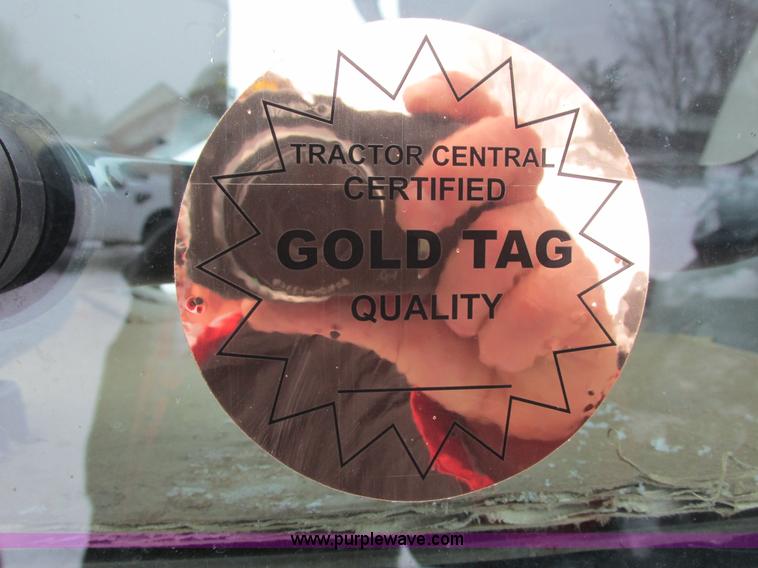 TRACTOR CENTRAL
CERTIFIED
GOLD TAG
QUALITY
www.purplewave.com